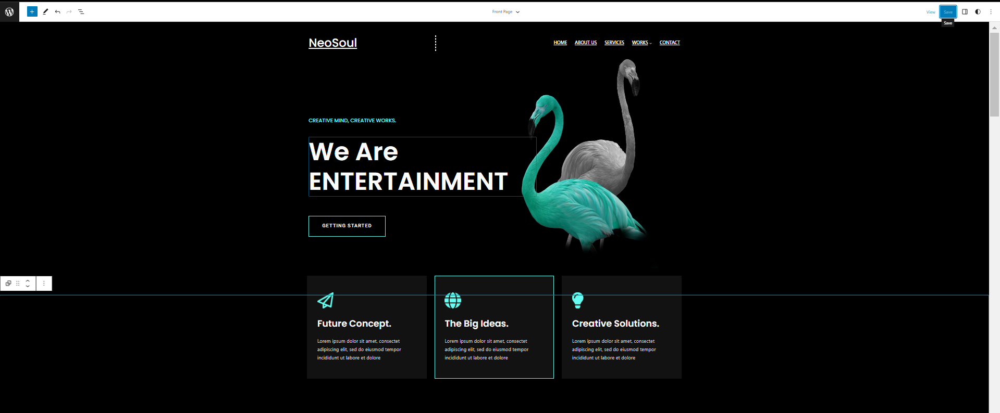 Front Page
View
Save
Save
NeoSoul
HOME ABOUT US SERVICES WORKS CONTACT
CREATIVE MIND, CREATIVE WORKS.
We Are
ENTERTAINMENT
GETTING STARTED
Future Concept.
Lorem ipsum dolor sit amet, consectet
adipiscing elit, sed do eiusmod tempor
incididunt ut labore et dolore
The Big Ideas.
Lorem ipsum dolor sit amet, consectet
adipiscing elit, sed do eiusmod tempor
incididunt ut labore et dolore
Creative Solutions.
Lorem ipsum dolor sit amet, consectet
adipiscing elit, sed do eiusmod tempor
incididunt ut labore et dolore